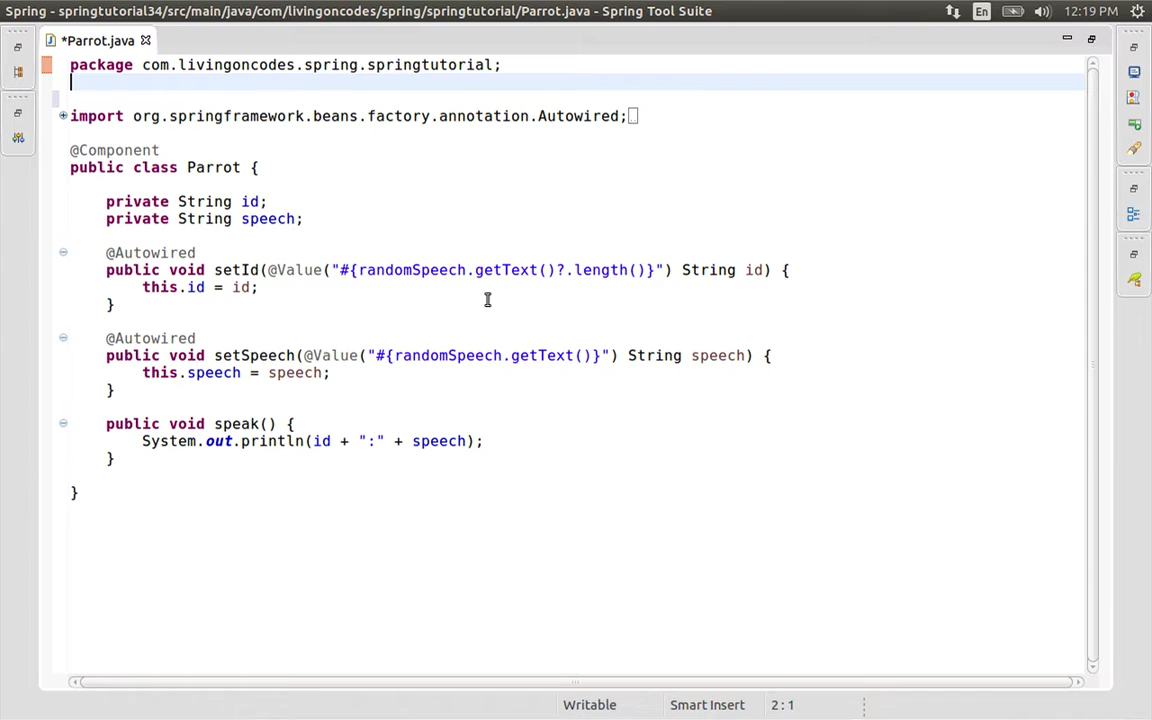 Spring - springtutorial34/src/main/java/com/livingoncodes/spring/springtutorial/Parrot.java - Spring Tool Suite
En
12:19 PM
*Parrot.java
package com.livingoncodes.spring.springtutorial;
import org.springframework.beans.factory.annotation.Autowired;
@Component
public class Parrot {
private String id;
private String speech;
@Autowired
public void setId(@Value("#{randomSpeech.getText()?.length()}") String id) {
this.id = id;
}
@Autowired
public void setSpeech(@Value("#{randomSpeech.getText()}") String speech) {
this.speech = speech;
}
public void speak() {
System.out.println(id + ":" + speech);
}
}
Writable
Smart Insert
2 : 1